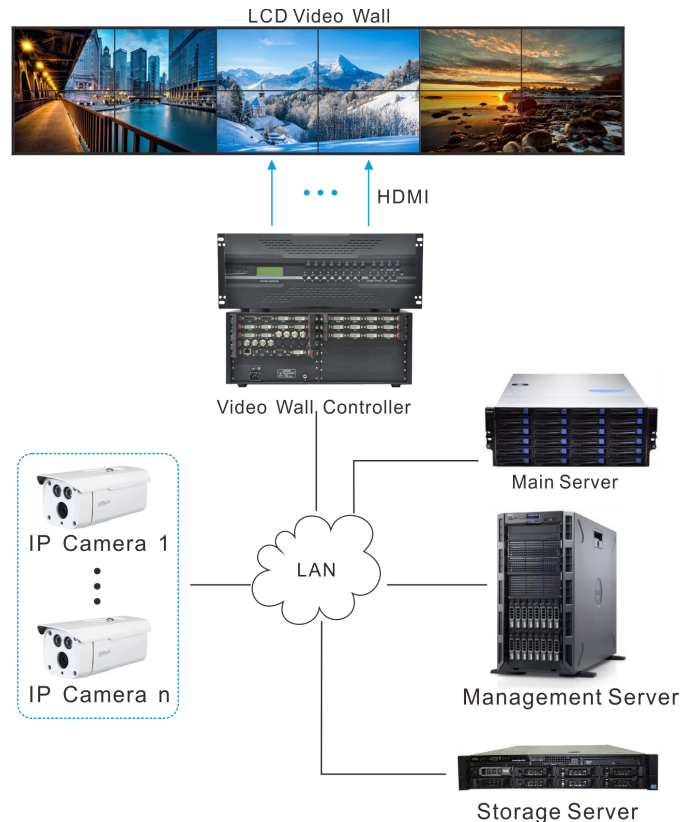 LCD Video Wall
HDMI
Video Wall Controller
Main Server
IP Camera 1
LAN
IP Camera n
Management Server
Storage Server